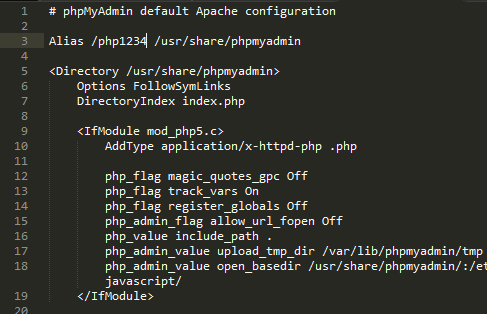 1 # phpMyAdmin default Apache configuration
2
3 Alias /php1234 /usr/share/phpmyadmin
4
5 <Directory /usr/share/phpmyadmin>
6 Options FollowSymLinks
7 DirectoryIndex index.php
8
9 <IfModule mod_php5.c>
10 AddType application/x-httpd-php .php
11
12 php_flag magic_quotes_gpc Off
13 php_flag track_vars On
14 php_flag register_globals Off
15 php_admin_flag allow_url_fopen Off
16 php_value include_path .
17 php_admin_value upload_tmp_dir /var/lib/phpmyadmin/tmp
18 php_admin_value open_basedir /usr/share/phpmyadmin/:/et
javascript/
19 </IfModule>
20